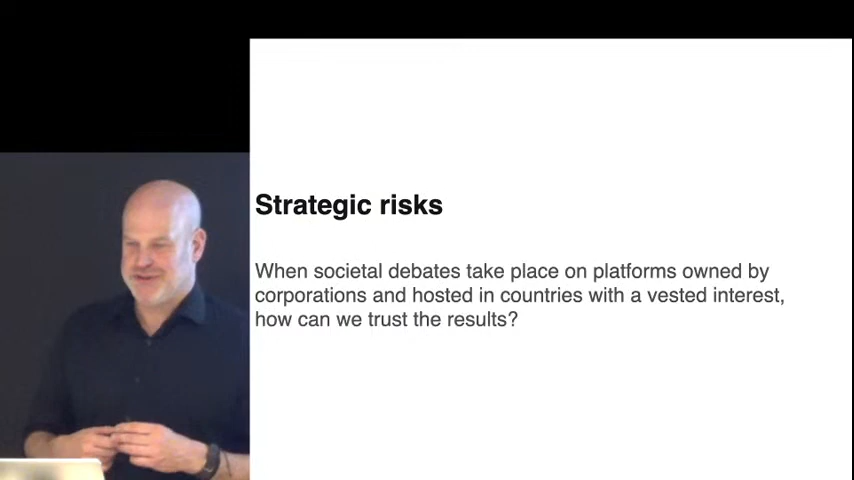 Strategic risks
When societal debates take place on platforms owned by
corporations and hosted in countries with a vested interest,
how can we trust the results?